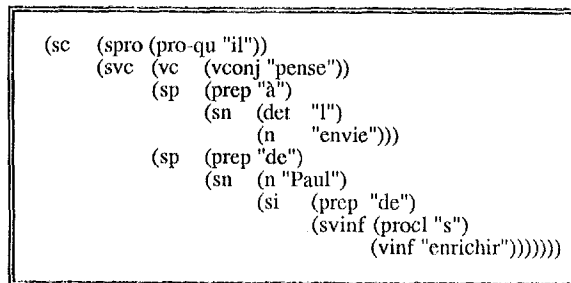 (sc (spro (pro-qu "il"))
(svc (vc (vconj "pense"))
(sp (prep "à")
(sn (det "l")
(n "envie")))
(sp (prep "de")
(sn (n "Paul")
(si (prep "de")
(svinf (procl "s")
(vinf "enrichir")))))))